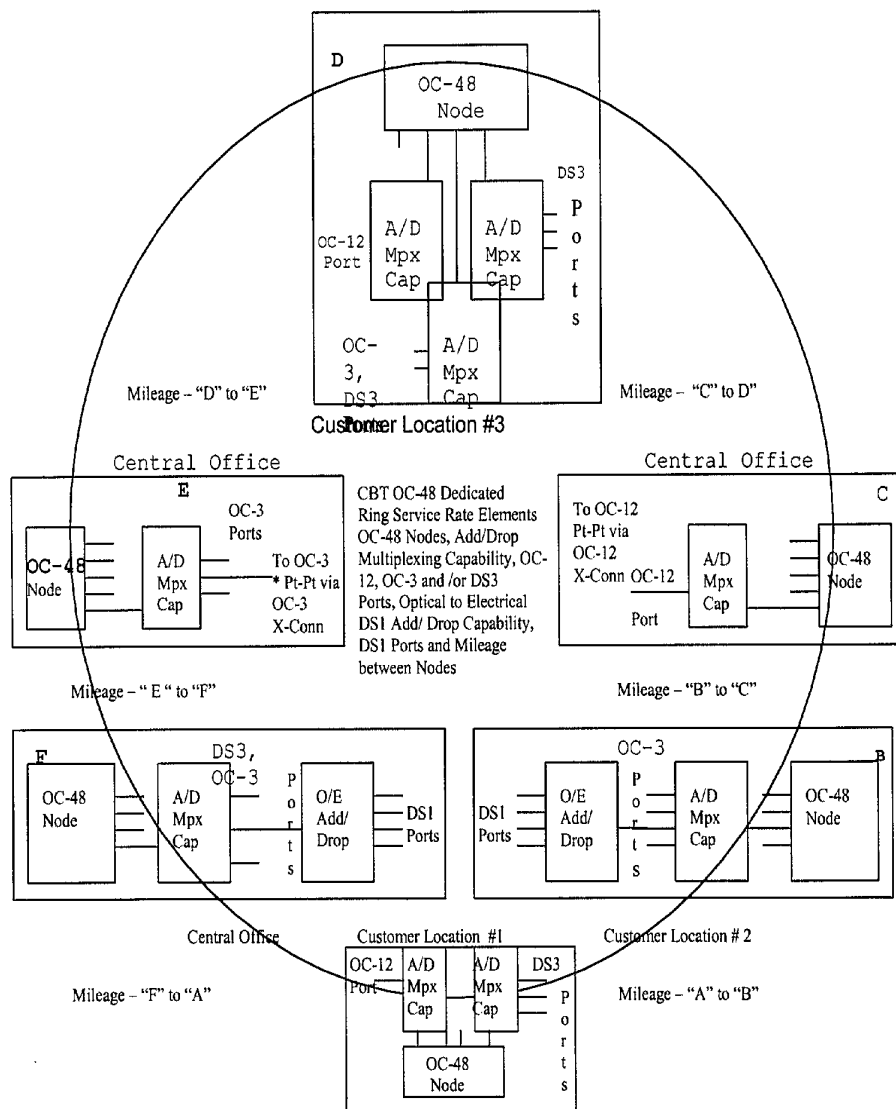 D
OC-48
Node
DS3
P
o
r
t
s
A/D
Mpx
Cap
A/D
Mpx
Cap
OC-12
Port
OC-
3,
DS3
Ports
A/D
Mpx
Cap
Customer Location #3
Mileage – “D” to “E”
Mileage – “C” to D”
Central Office
E
OC-48
Node
A/D
Mpx
Cap
OC-3
Ports
To OC-3
* Pt-Pt via
OC-3
X-Conn
CBT OC-48 Dedicated
Ring Service Rate Elements
OC-48 Nodes, Add/Drop
Multiplexing Capability, OC-
12, OC-3 and /or DS3
Ports, Optical to Electrical
DS1 Add/ Drop Capability,
DS1 Ports and Mileage
between Nodes
Central Office
C
To OC-12
Pt-Pt via
OC-12
X-Conn
OC-12
Port
A/D
Mpx
Cap
OC-48
Node
Mileage – “ E “ to “F”
Mileage – “B” to “C”
F
OC-48
Node
DS3,
OC-3
A/D
Mpx
Cap
P
o
r
t
s
O/E
Add/
Drop
DS1
Ports
Central Office
OC-3
B
DS1
Ports
O/E
Add/
Drop
P
o
r
t
s
A/D
Mpx
Cap
OC-48
Node
Customer Location # 2
Customer Location #1
OC-12
Port
A/D
Mpx
Cap
A/D
Mpx
Cap
DS3
P
o
r
t
s
OC-48
Node
Mileage – “F” to “A”
Mileage – “A” to “B”